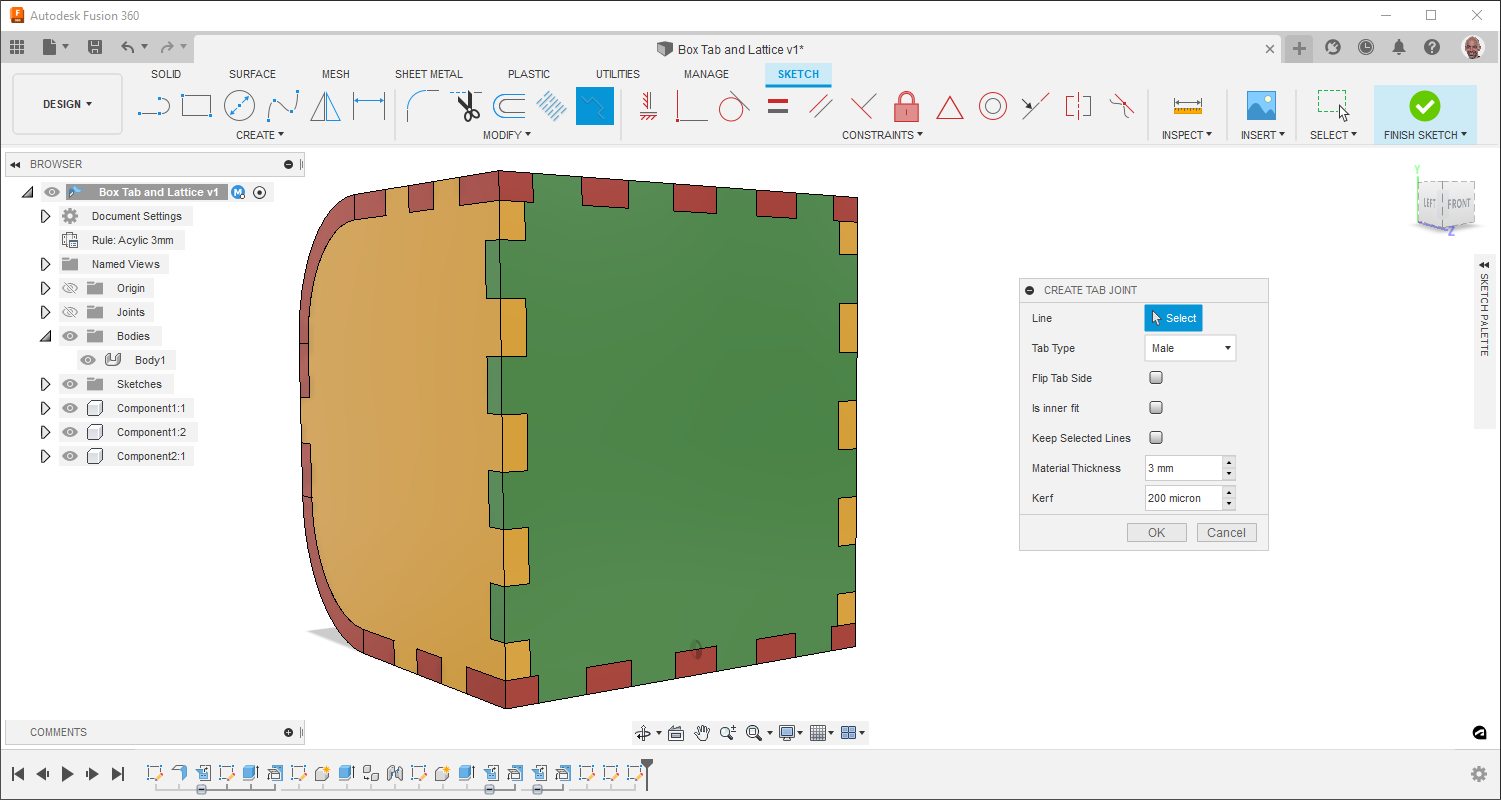 Autodesk Fusion 360
Box Tab and Lattice v1*
SOLID SURFACE MESH SHEET METAL PLASTIC UTILITIES MANAGE SKETCH
DESIGN
CREATE MODIFY CONSTRAINTS INSPECT INSERT SELECT FINISH SKETCH
BROWSER
Box Tab and Lattice v1
Document Settings
Rule: Acylic 3mm
Named Views
Origin
Joints
Bodies
Body1
Sketches
Component1:1
Component1:2
Component2:1
Y
LEFT FRONT
Z
SKETCH PALETTE
CREATE TAB JOINT
Line Select
Tab Type Male
Flip Tab Side
Is inner fit
Keep Selected Lines
Material Thickness 3 mm
Kerf 200 micron
OK Cancel
COMMENTS